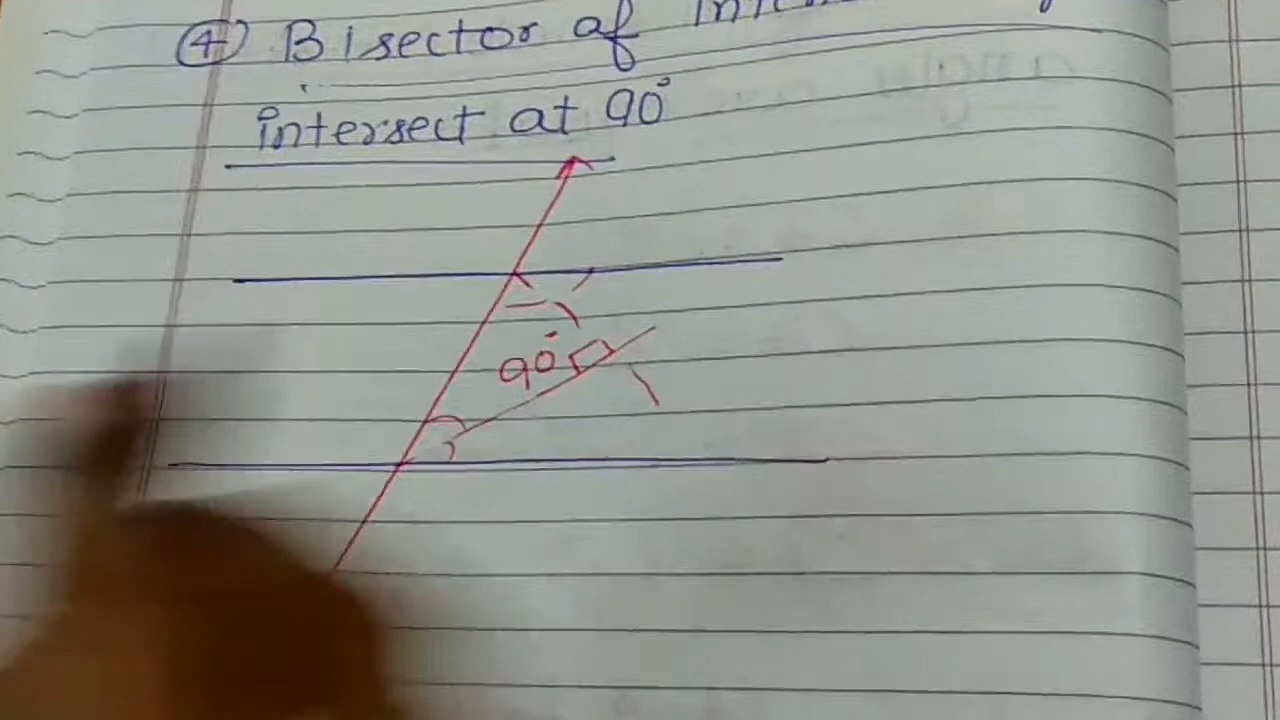 ④ Bisector of
intersect at 90°
90°